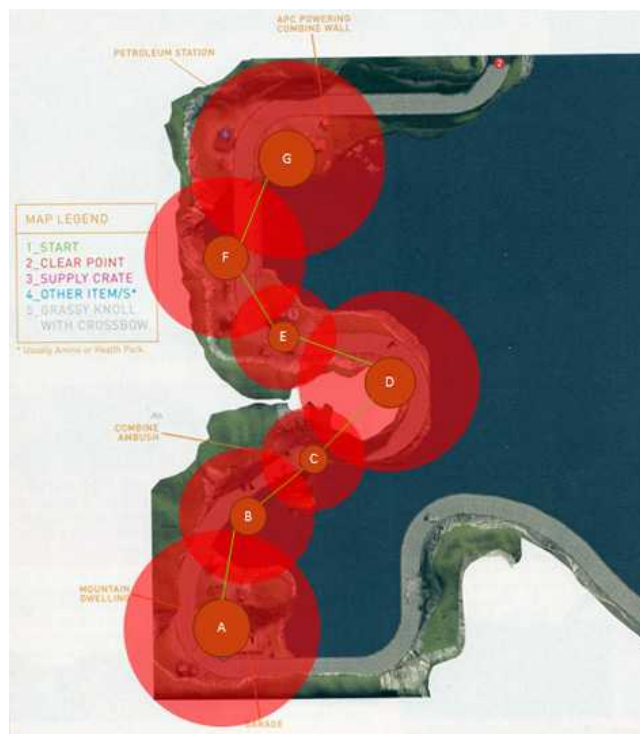 APC POWERING
COMBINE WALL
PETROLEUM STATION
2
G
MAP LEGEND
1_START
2_CLEAR POINT
3_SUPPLY CRATE
4_OTHER ITEM/S*
5_GRASSY KNOLL
WITH CROSSBOW
* Usually Ammo or Health Pack.
F
E
D
COMBINE
AMBUSH
C
B
MOUNTAIN
DWELLING
A
GARAGE